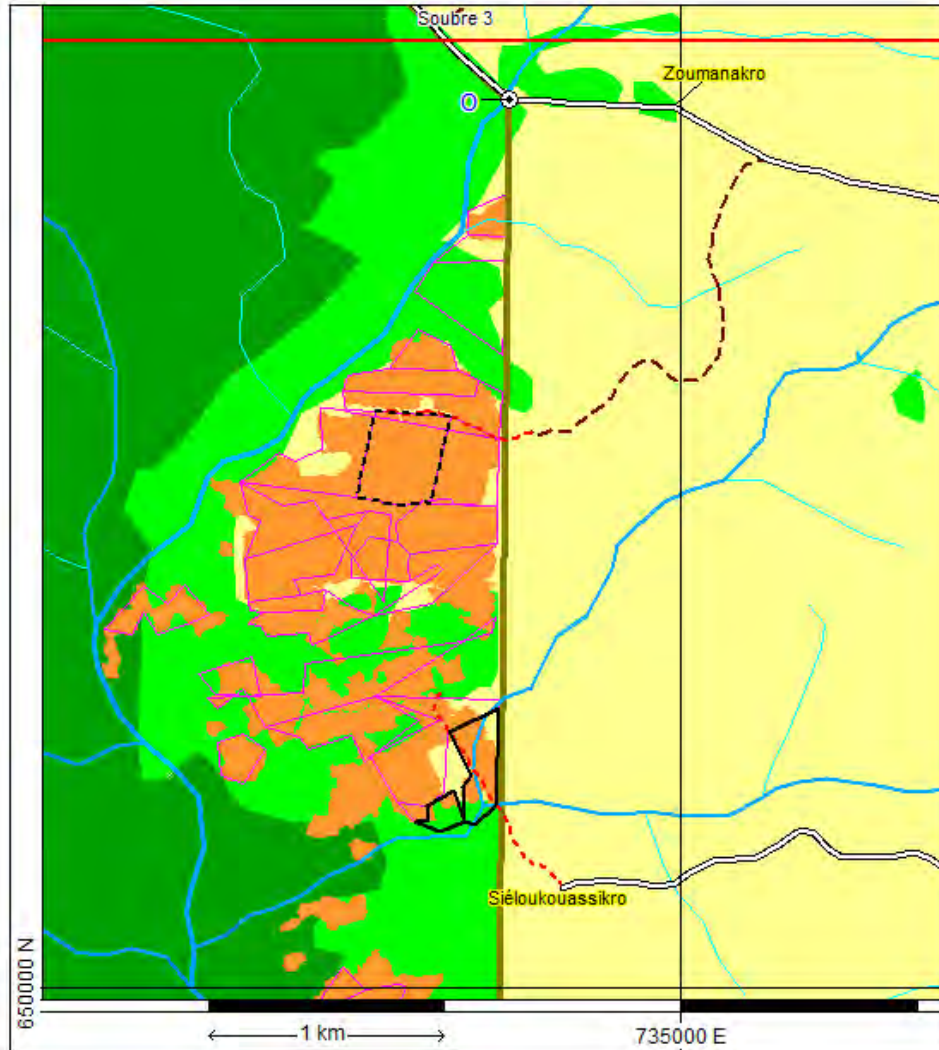 Soubre 3
Zoumanakro
O
Siéloukouassikro
650000 N
1 km
735000 E